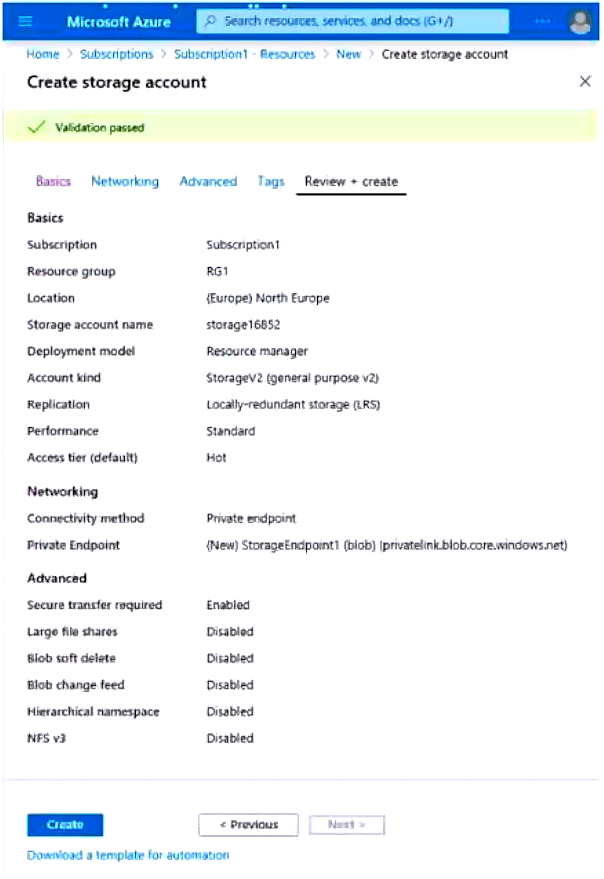 Microsoft Azure
Search resources, services, and docs (G+/)
Home > Subscriptions > Subscription1 - Resources > New > Create storage account
Create storage account
Validation passed
Basics Networking Advanced Tags Review + create
Basics
Subscription Subscription1
Resource group RG1
Location (Europe) North Europe
Storage account name storage16852
Deployment model Resource manager
Account kind StorageV2 (general purpose v2)
Replication Locally-redundant storage (LRS)
Performance Standard
Access tier (default) Hot
Networking
Connectivity method Private endpoint
Private Endpoint (New) StorageEndpoint1 (blob) (privatelink.blob.core.windows.net)
Advanced
Secure transfer required Enabled
Large file shares Disabled
Blob soft delete Disabled
Blob change feed Disabled
Hierarchical namespace Disabled
NFS v3 Disabled
Create < Previous Next >
Download a template for automation